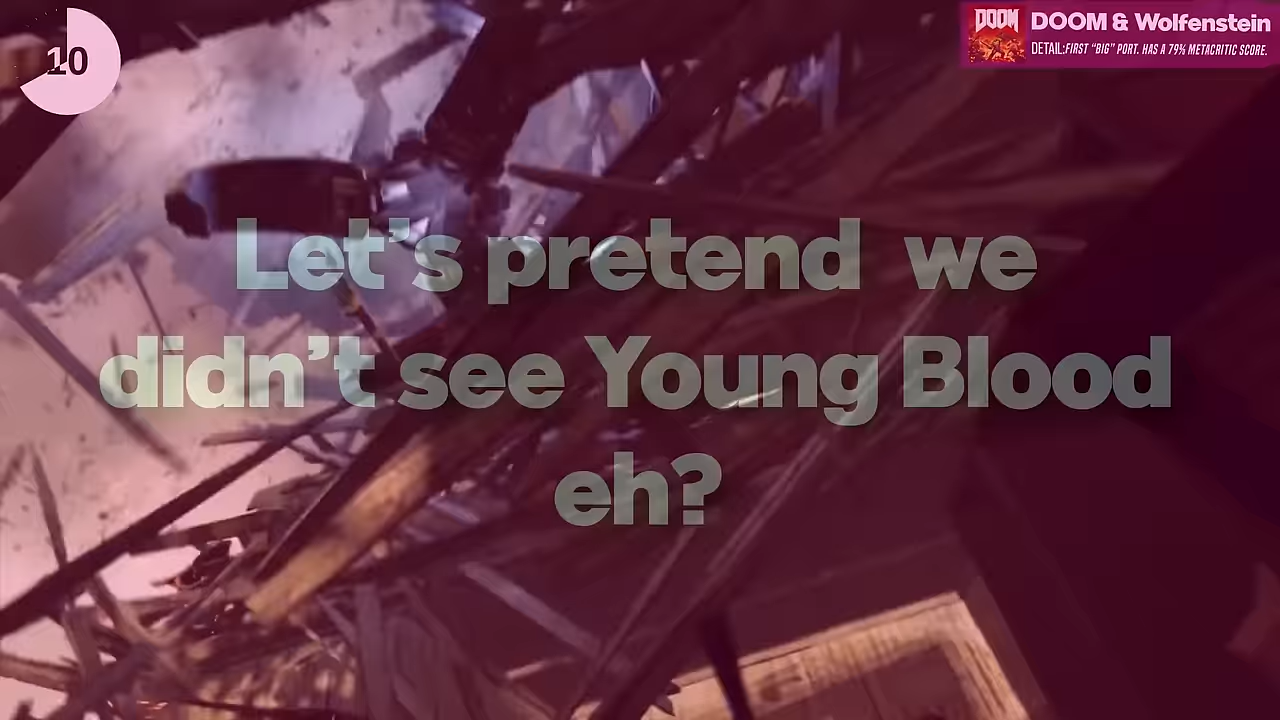 10
DOOM
DOOM & Wolfenstein
DETAIL:FIRST "BIG" PORT. HAS A 79% METACRITIC SCORE.
Let's pretend  we
didn't see Young Blood
eh?